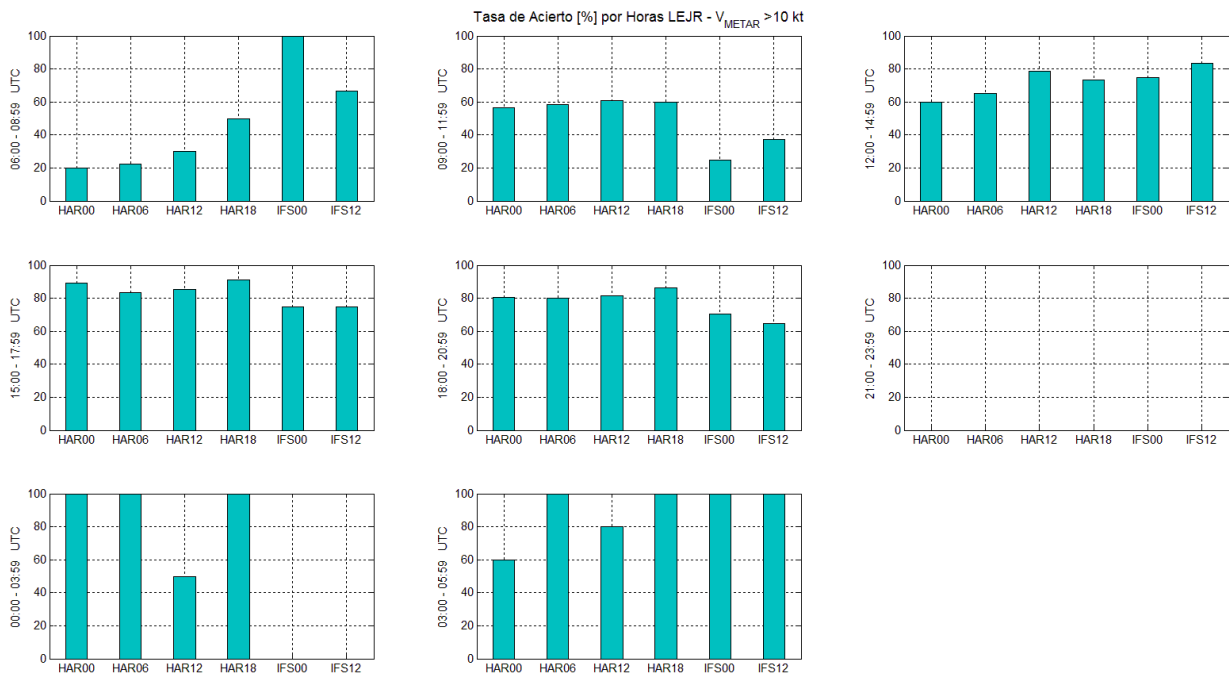 Tasa de Acierto [%] por Horas LEJR - V_METAR >10 kt
06:00 - 08:59 UTC
100
80
60
40
20
0
HAR00 HAR06 HAR12 HAR18 IFS00 IFS12
09:00 - 11:59 UTC
100
80
60
40
20
0
HAR00 HAR06 HAR12 HAR18 IFS00 IFS12
12:00 - 14:59 UTC
100
80
60
40
20
0
HAR00 HAR06 HAR12 HAR18 IFS00 IFS12
15:00 - 17:59 UTC
100
80
60
40
20
0
HAR00 HAR06 HAR12 HAR18 IFS00 IFS12
18:00 - 20:59 UTC
100
80
60
40
20
0
HAR00 HAR06 HAR12 HAR18 IFS00 IFS12
21:00 - 23:59 UTC
100
80
60
40
20
0
HAR00 HAR06 HAR12 HAR18 IFS00 IFS12
00:00 - 03:59 UTC
100
80
60
40
20
0
HAR00 HAR06 HAR12 HAR18 IFS00 IFS12
03:00 - 05:59 UTC
100
80
60
40
20
0
HAR00 HAR06 HAR12 HAR18 IFS00 IFS12